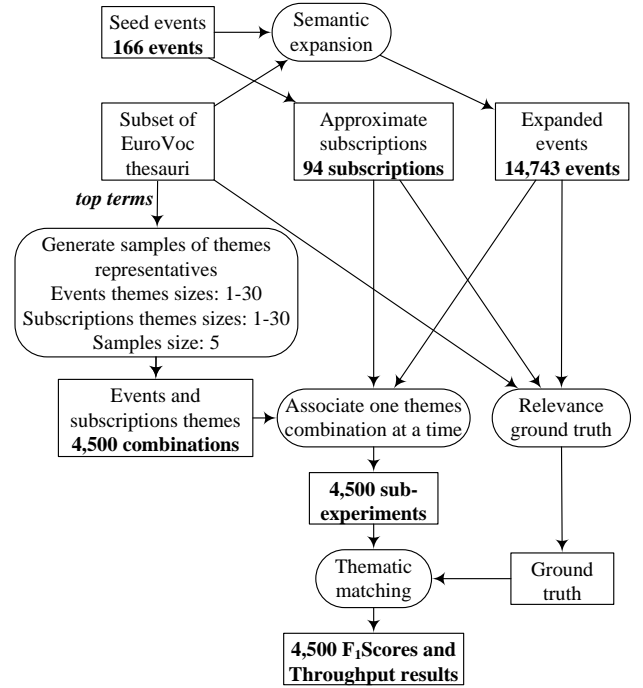 Seed events
166 events
Semantic
expansion
Subset of
EuroVoc
thesauri
Approximate
subscriptions
94 subscriptions
Expanded
events
14,743 events
top terms
Generate samples of themes
representatives
Events themes sizes: 1-30
Subscriptions themes sizes: 1-30
Samples size: 5
Events and
subscriptions themes
4,500 combinations
Associate one themes
combination at a time
Relevance
ground truth
4,500 sub-
experiments
Thematic
matching
Ground
truth
4,500 F₁Scores and
Throughput results